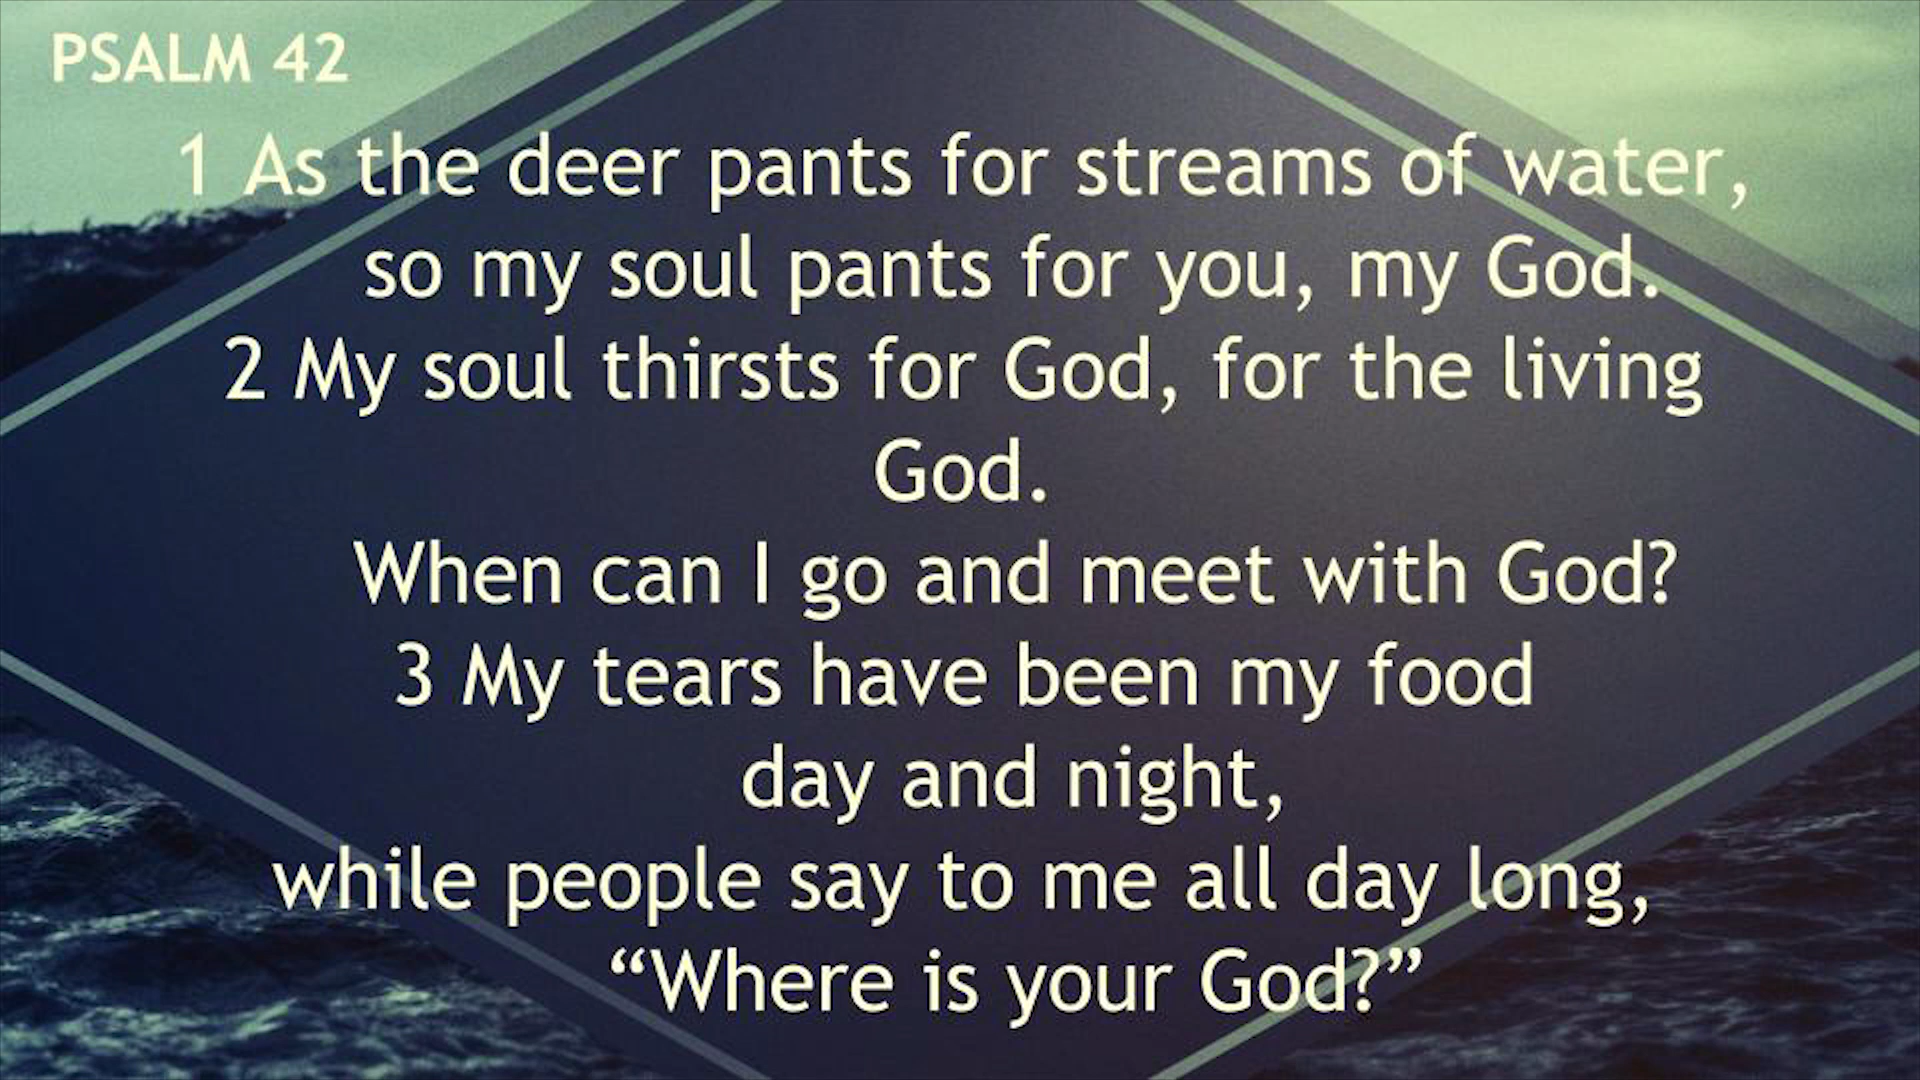 PSALM 42
1 As the deer pants for streams of water,
so my soul pants for you, my God.
2 My soul thirsts for God, for the living
God.
When can I go and meet with God?
3 My tears have been my food
day and night,
while people say to me all day long,
“Where is your God?”